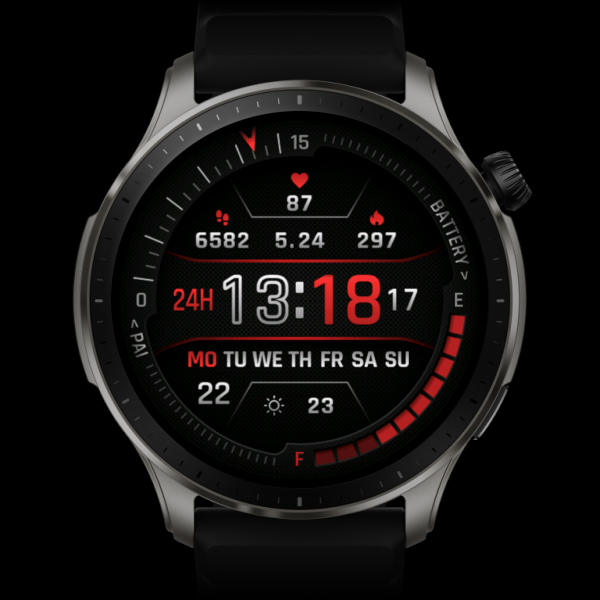 15
87
6582 5.24 297
BATTERY >
0
E
24H 13:18 17
< PAI
MO TU WE TH FR SA SU
22
23
F